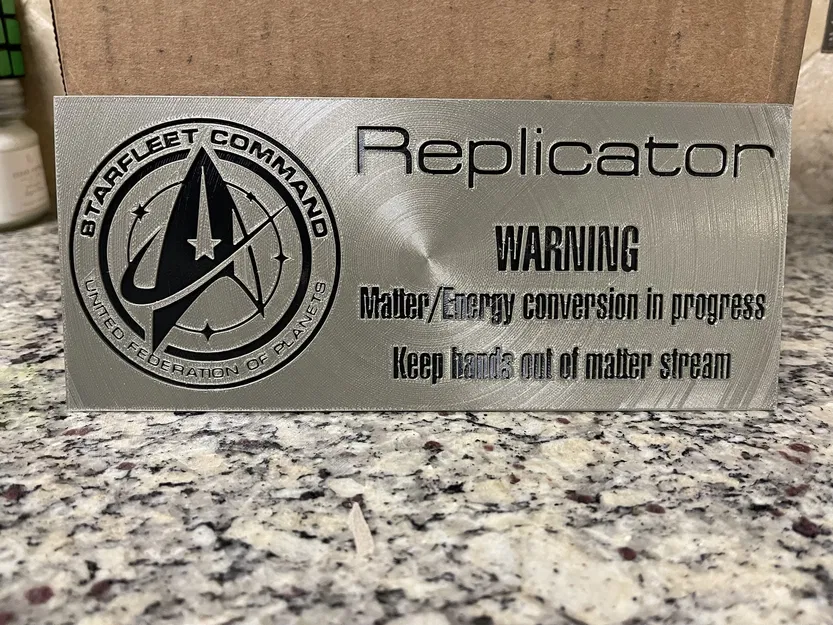 STARFLEET COMMAND
UNITED FEDERATION OF PLANETS
Replicator
WARNING
Matter/Energy conversion in progress
Keep hands out of matter stream